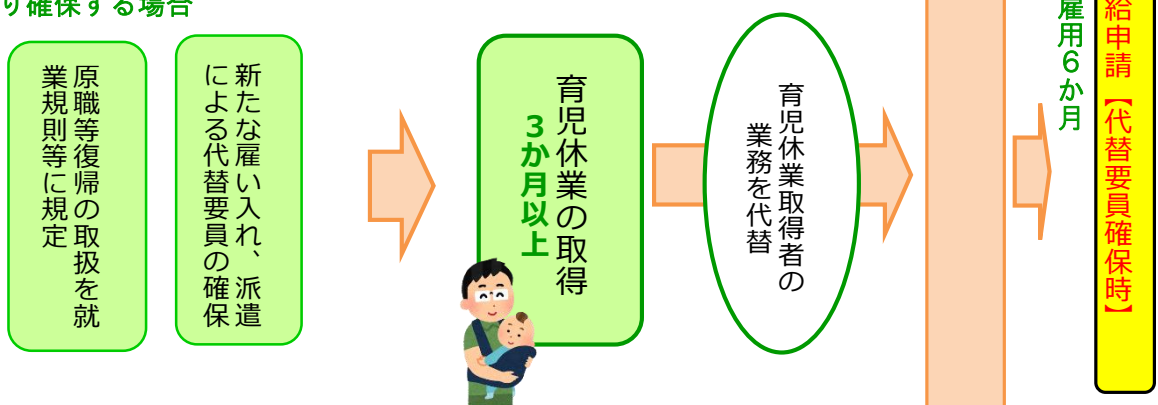 り確保する場合
原職等復帰の取扱を就
業規則等に規定
新たな雇い入れ、派遣
による代替要員の確保
育児休業の取得
3か月以上
育児休業取得者の
業務を代替
雇用6か月
給申請【代替要員確保時】